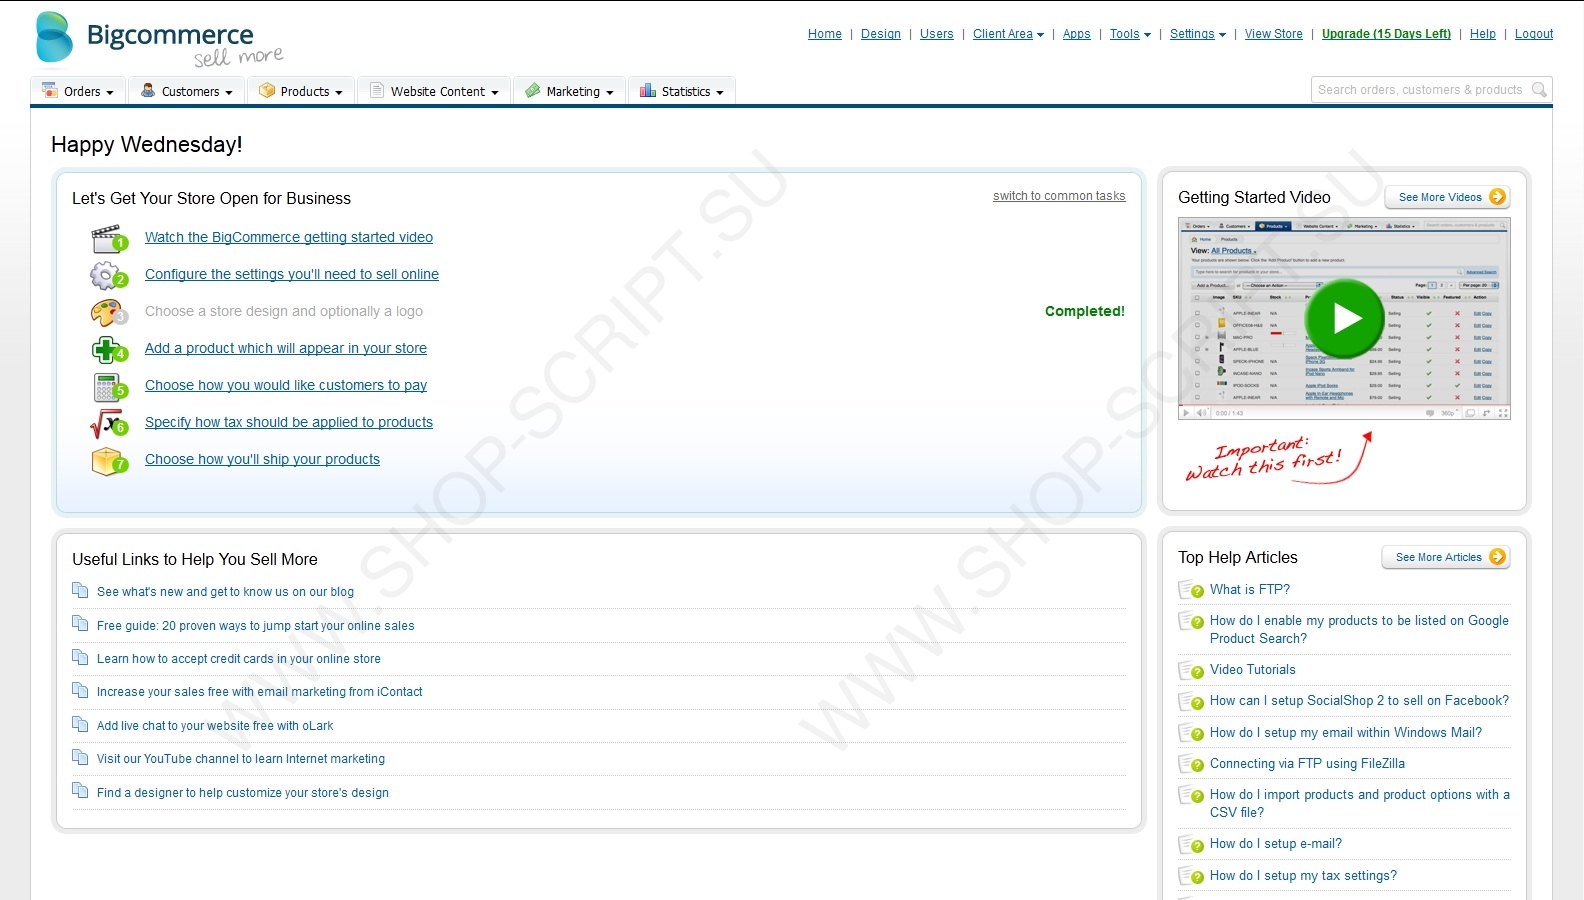 Bigcommerce
sell more
Home | Design | Users | Client Area | Apps | Tools | Settings | View Store | Upgrade (15 Days Left) | Help | Logout
Orders Customers Products Website Content Marketing Statistics
Search orders, customers & products
Happy Wednesday!
Let's Get Your Store Open for Business
switch to common tasks
1 Watch the BigCommerce getting started video
2 Configure the settings you'll need to sell online
3 Choose a store design and optionally a logo Completed!
4 Add a product which will appear in your store
5 Choose how you would like customers to pay
6 Specify how tax should be applied to products
7 Choose how you'll ship your products
Useful Links to Help You Sell More
See what's new and get to know us on our blog
Free guide: 20 proven ways to jump start your online sales
Learn how to accept credit cards in your online store
Increase your sales free with email marketing from iContact
Add live chat to your website free with oLark
Visit our YouTube channel to learn Internet marketing
Find a designer to help customize your store's design
Getting Started Video
See More Videos
View: All Products
0:00 / 1:43
360p
Important:
Watch this first!
Top Help Articles
See More Articles
What is FTP?
How do I enable my products to be listed on Google
Product Search?
Video Tutorials
How can I setup SocialShop 2 to sell on Facebook?
How do I setup my email within Windows Mail?
Connecting via FTP using FileZilla
How do I import products and product options with a
CSV file?
How do I setup e-mail?
How do I setup my tax settings?
WWW.SHOP-SCRIPT.SU
WWW.SHOP-SCRIPT.SU